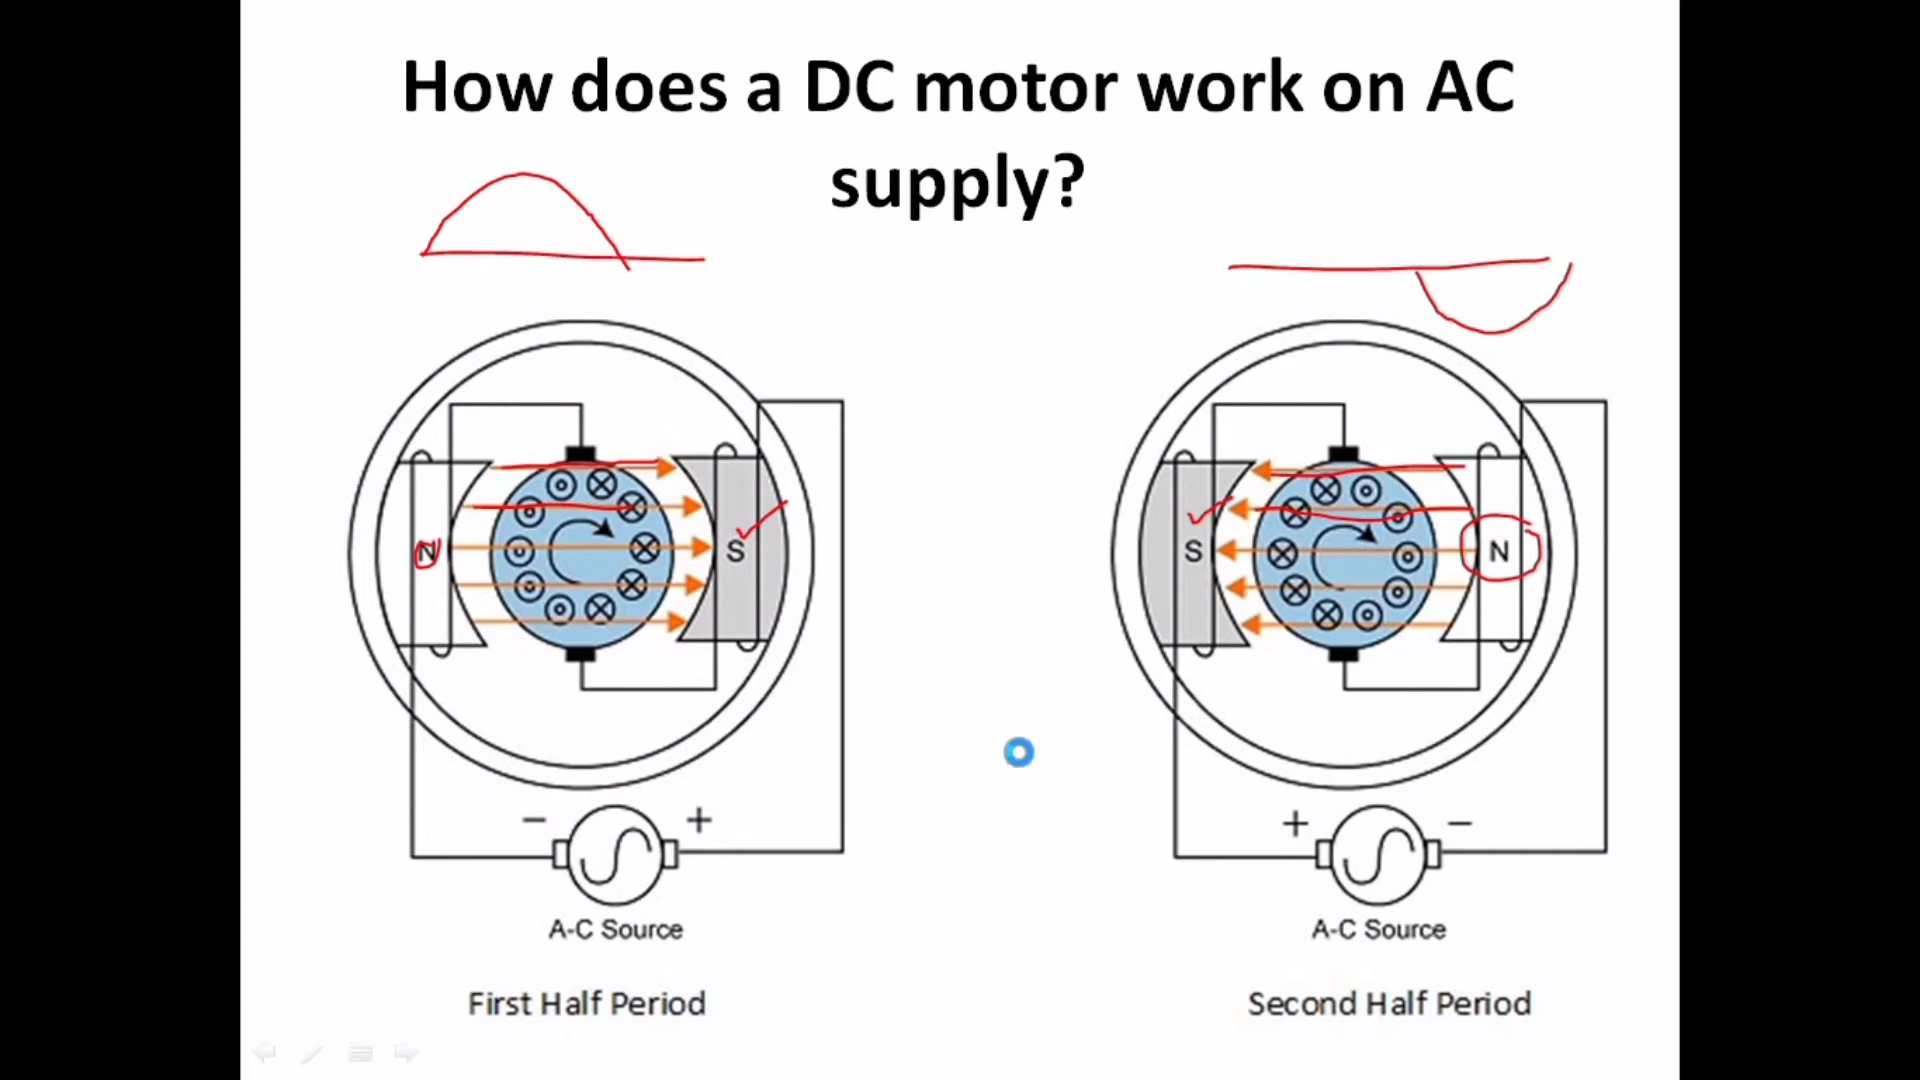 How does a DC motor work on AC
supply?
N
S
S
N
− +
+ −
A-C Source
A-C Source
First Half Period
Second Half Period